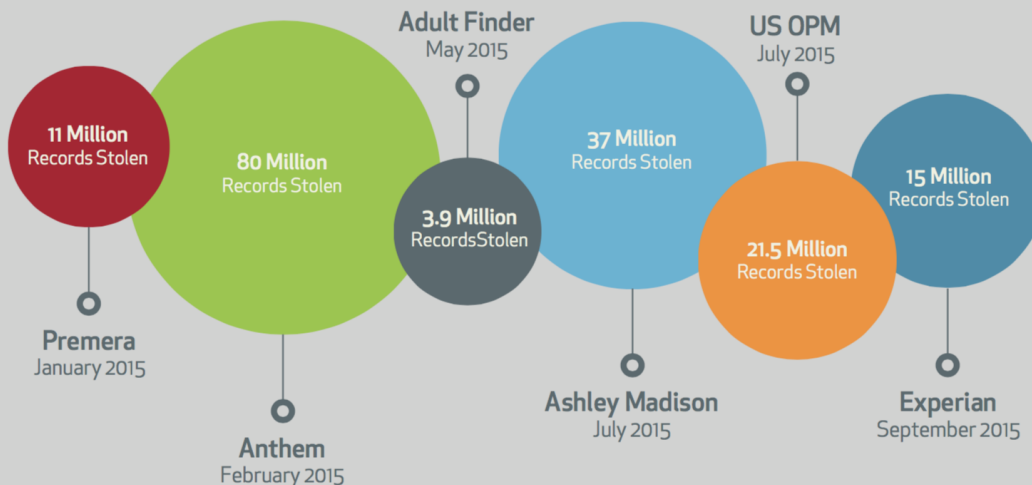 11 Million
Records Stolen
Premera
January 2015
80 Million
Records Stolen
Anthem
February 2015
Adult Finder
May 2015
3.9 Million
RecordsStolen
37 Million
Records Stolen
Ashley Madison
July 2015
US OPM
July 2015
21.5 Million
Records Stolen
15 Million
Records Stolen
Experian
September 2015